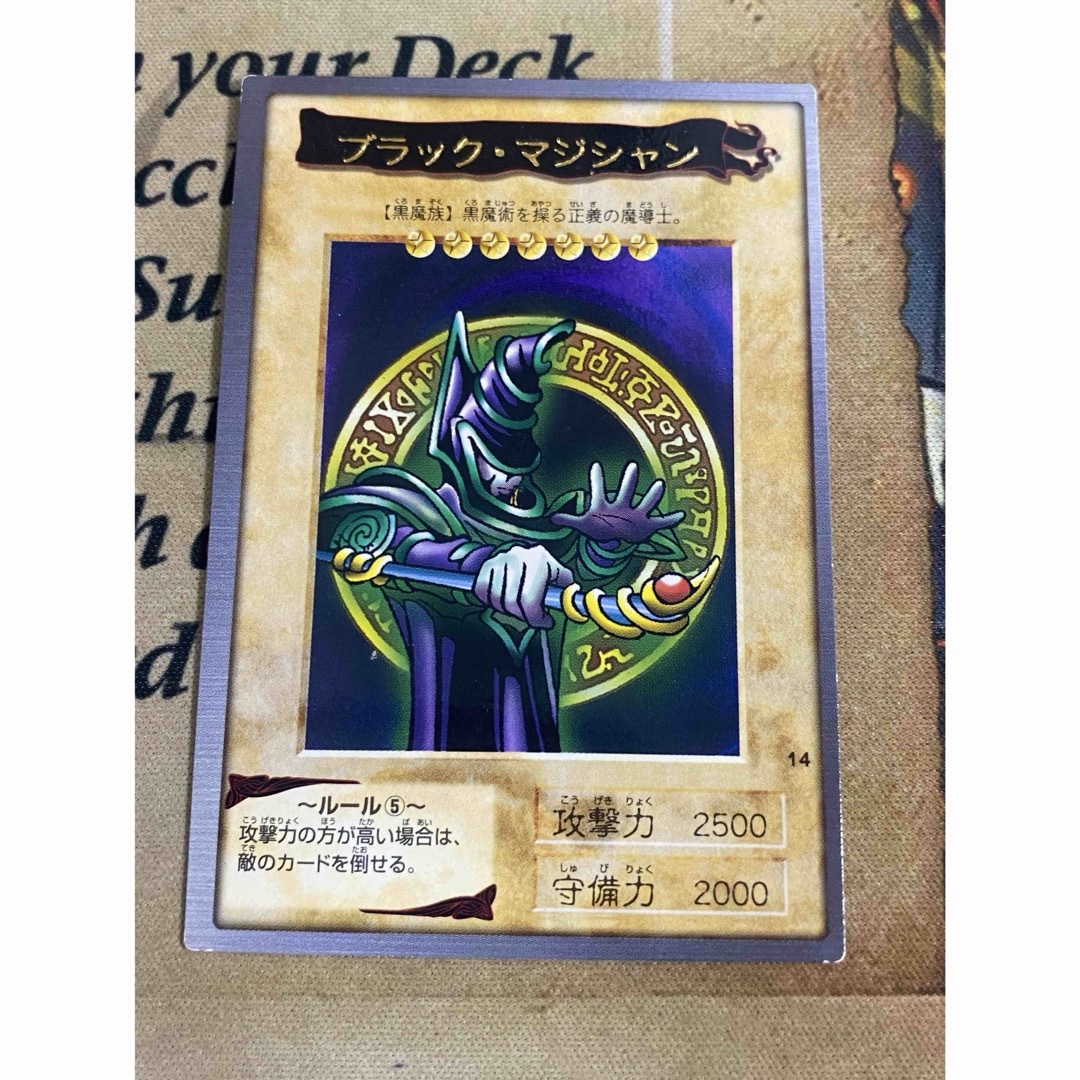 your Deck
ブラック・マジシャン
【黒魔族】黒魔術を操る正義の魔導士。
14
〜ルール⑤〜
攻撃力の方が高い場合は、
敵のカードを倒せる。
攻撃力 2500
守備力 2000